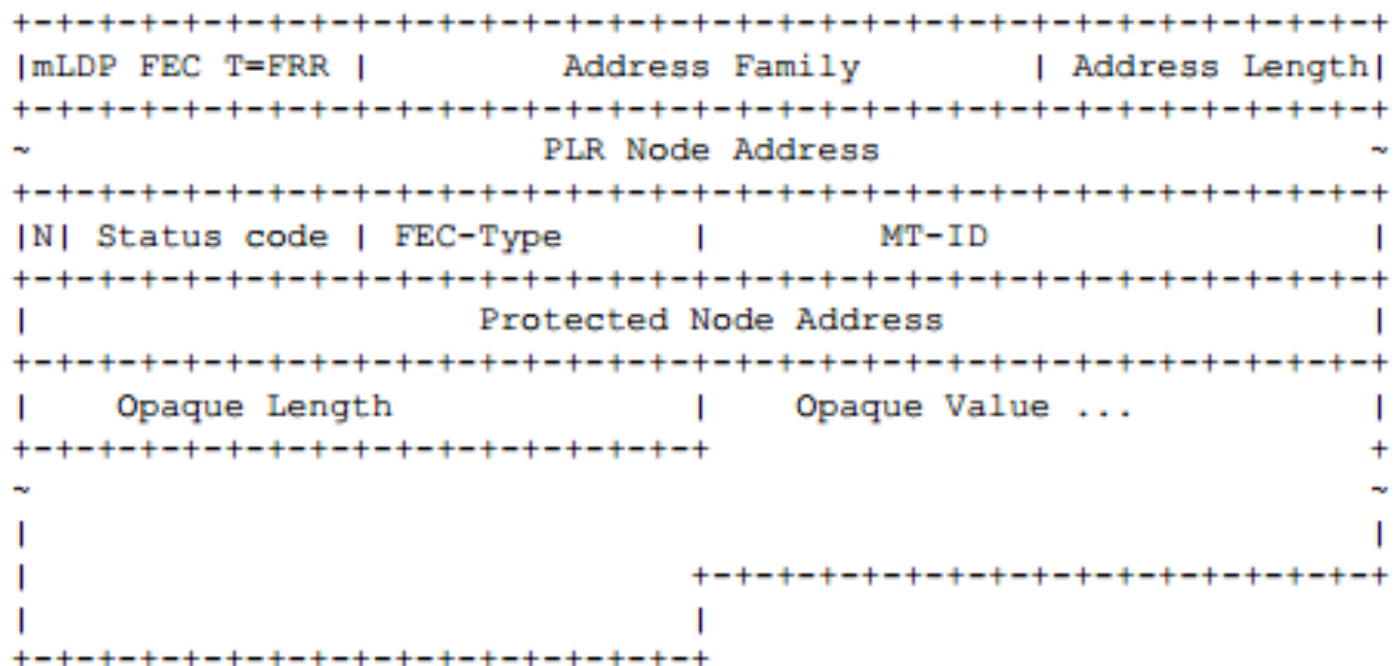 +-+-+-+-+-+-+-+-+-+-+-+-+-+-+-+-+-+-+-+-+-+-+-+-+-+-+-+-+-+-+-+-+
|mLDP FEC T=FRR |         Address Family        | Address Length|
+-+-+-+-+-+-+-+-+-+-+-+-+-+-+-+-+-+-+-+-+-+-+-+-+-+-+-+-+-+-+-+-+
~                        PLR Node Address                       ~
+-+-+-+-+-+-+-+-+-+-+-+-+-+-+-+-+-+-+-+-+-+-+-+-+-+-+-+-+-+-+-+-+
|N| Status code | FEC-Type      |        MT-ID                  |
+-+-+-+-+-+-+-+-+-+-+-+-+-+-+-+-+-+-+-+-+-+-+-+-+-+-+-+-+-+-+-+-+
|                     Protected Node Address                    |
+-+-+-+-+-+-+-+-+-+-+-+-+-+-+-+-+-+-+-+-+-+-+-+-+-+-+-+-+-+-+-+-+
|    Opaque Length              |    Opaque Value ...           |
+-+-+-+-+-+-+-+-+-+-+-+-+-+-+-+-+                               +
~                                                               ~
|                                                               |
|                               +-+-+-+-+-+-+-+-+-+-+-+-+-+-+-+-+
|                               |
+-+-+-+-+-+-+-+-+-+-+-+-+-+-+-+-+